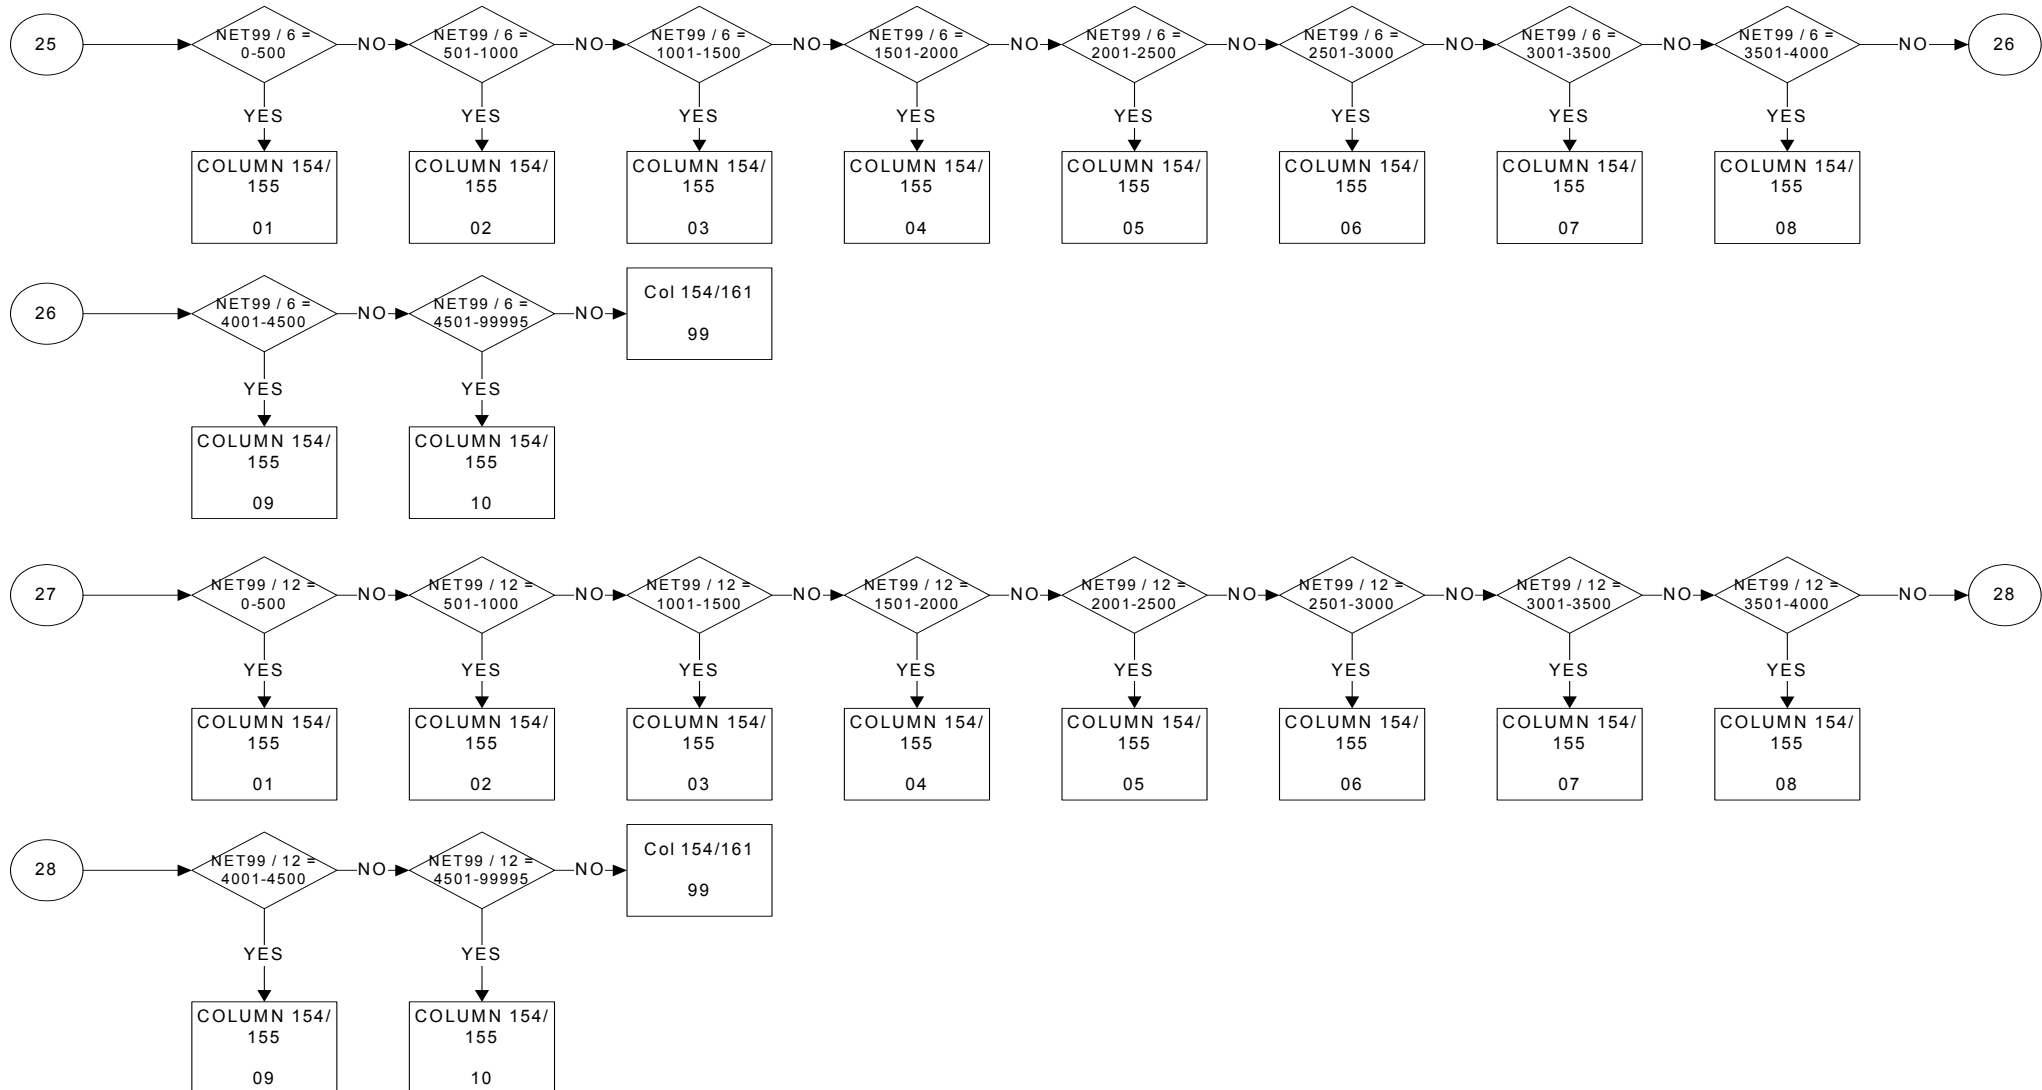 25
NET99 / 6 =
0-500
NO
NET99 / 6 =
501-1000
NO
NET99 / 6 =
1001-1500
NO
NET99 / 6 =
1501-2000
NO
NET99 / 6 =
2001-2500
NO
NET99 / 6 =
2501-3000
NO
NET99 / 6 =
3001-3500
NO
NET99 / 6 =
3501-4000
NO
26
YES
YES
YES
YES
YES
YES
YES
YES
COLUMN 154/
155
01
COLUMN 154/
155
02
COLUMN 154/
155
03
COLUMN 154/
155
04
COLUMN 154/
155
05
COLUMN 154/
155
06
COLUMN 154/
155
07
COLUMN 154/
155
08
26
NET99 / 6 =
4001-4500
NO
NET99 / 6 =
4501-99995
NO
Col 154/161
99
YES
YES
COLUMN 154/
155
09
COLUMN 154/
155
10
27
NET99 / 12 =
0-500
NO
NET99 / 12 =
501-1000
NO
NET99 / 12 =
1001-1500
NO
NET99 / 12 =
1501-2000
NO
NET99 / 12 =
2001-2500
NO
NET99 / 12 =
2501-3000
NO
NET99 / 12 =
3001-3500
NO
NET99 / 12 =
3501-4000
NO
28
YES
YES
YES
YES
YES
YES
YES
YES
COLUMN 154/
155
01
COLUMN 154/
155
02
COLUMN 154/
155
03
COLUMN 154/
155
04
COLUMN 154/
155
05
COLUMN 154/
155
06
COLUMN 154/
155
07
COLUMN 154/
155
08
28
NET99 / 12 =
4001-4500
NO
NET99 / 12 =
4501-99995
NO
Col 154/161
99
YES
YES
COLUMN 154/
155
09
COLUMN 154/
155
10